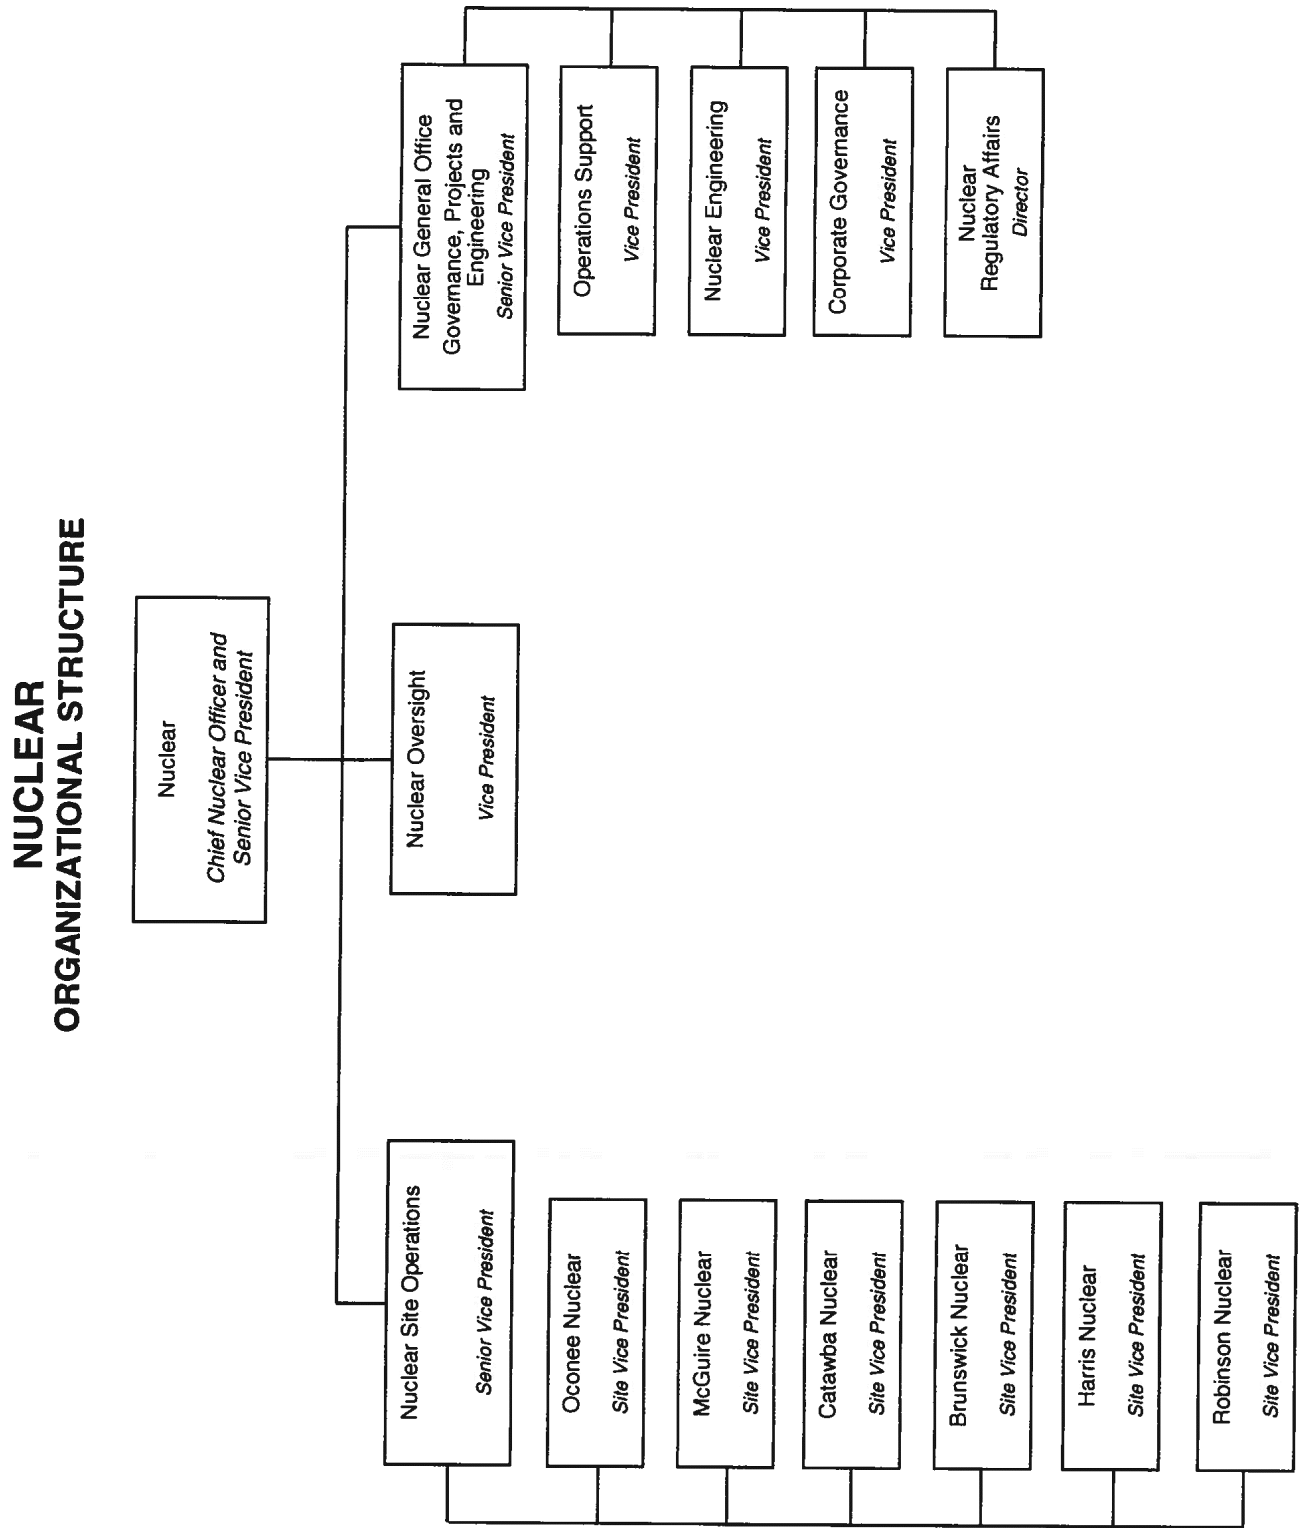 NUCLEAR
ORGANIZATIONAL STRUCTURE
Nuclear
Chief Nuclear Officer and
Senior Vice President
Nuclear Site Operations
Senior Vice President
Oconee Nuclear
Site Vice President
McGuire Nuclear
Site Vice President
Catawba Nuclear
Site Vice President
Brunswick Nuclear
Site Vice President
Harris Nuclear
Site Vice President
Robinson Nuclear
Site Vice President
Nuclear Oversight
Vice President
Nuclear General Office
Governance, Projects and
Engineering
Senior Vice President
Operations Support
Vice President
Nuclear Engineering
Vice President
Corporate Governance
Vice President
Nuclear
Regulatory Affairs
Director